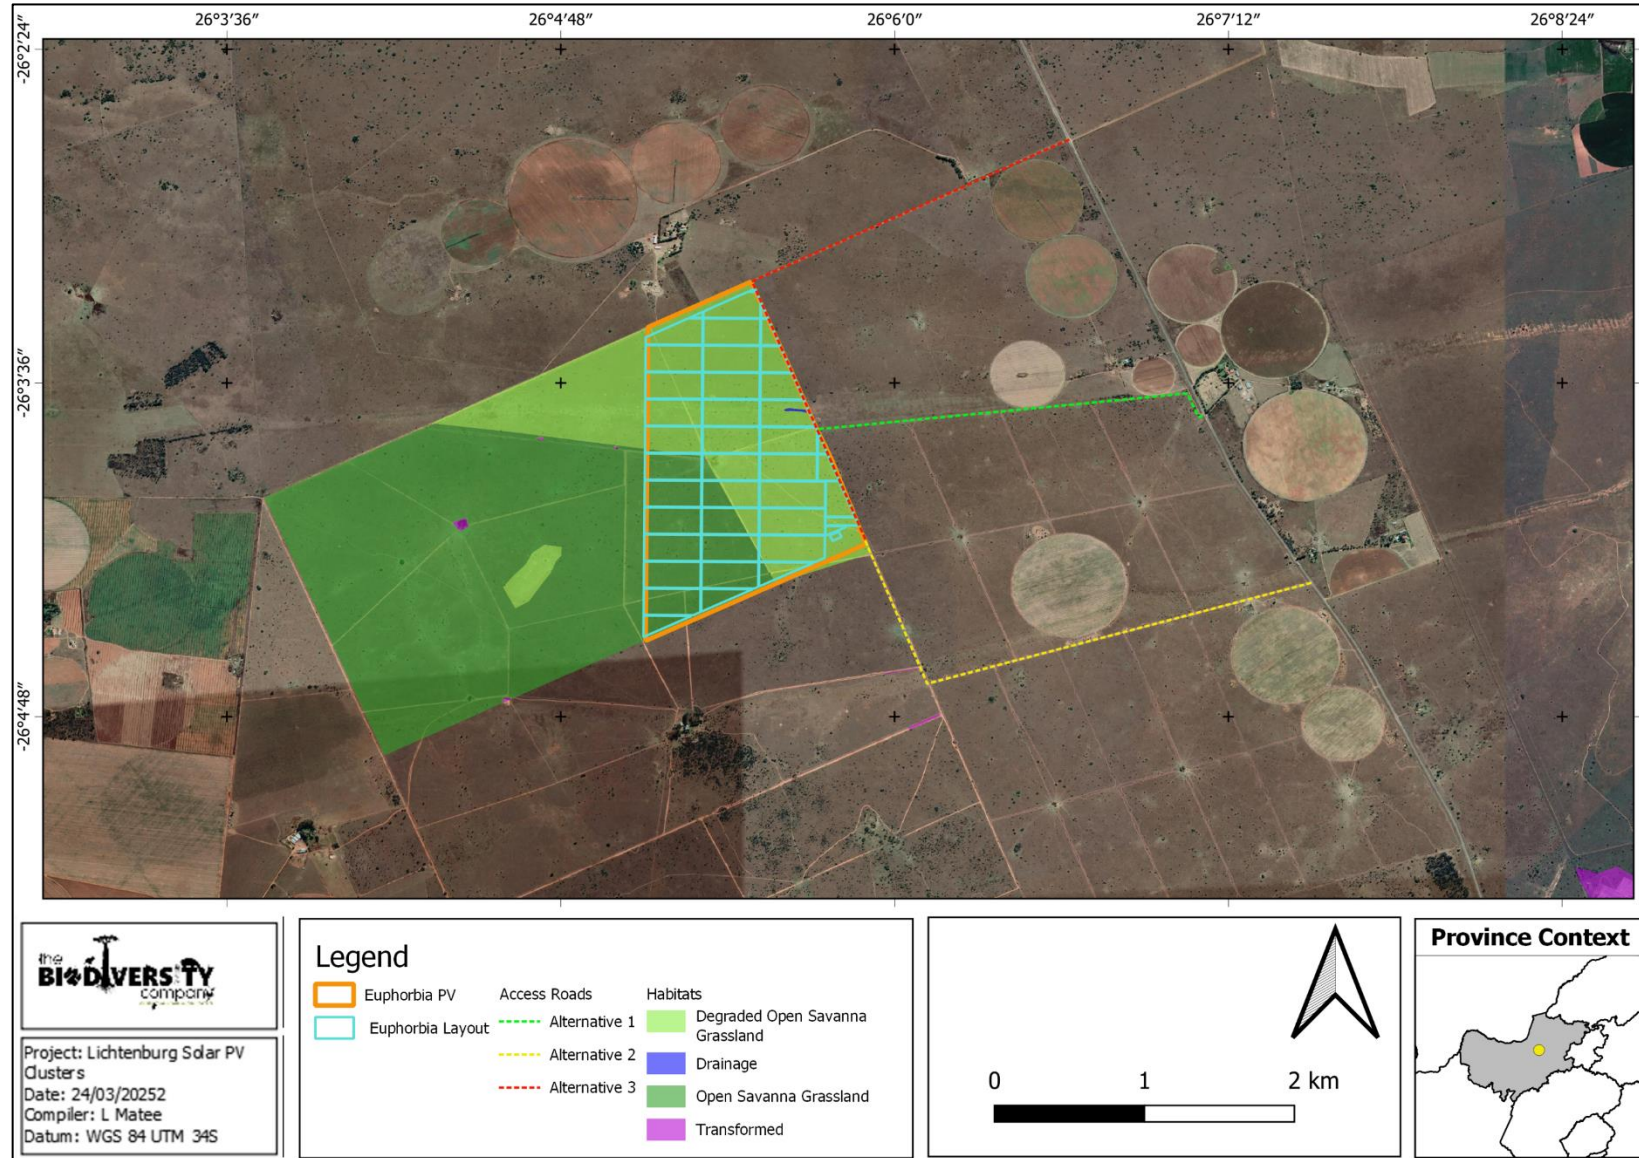 26°3′36″ 26°4′48″ 26°6′0″ 26°7′12″ 26°8′24″
-26°2′24″
-26°3′36″
-26°4′48″
the
BIODIVERSITY
company
Project: Lichtenburg Solar PV
Clusters
Date: 24/03/20252
Compiler: L Matee
Datum: WGS 84 UTM 34S
Legend
Euphorbia PV
Euphorbia Layout
Access Roads
Alternative 1
Alternative 2
Alternative 3
Habitats
Degraded Open Savanna
Grassland
Drainage
Open Savanna Grassland
Transformed
0 1 2 km
Province Context